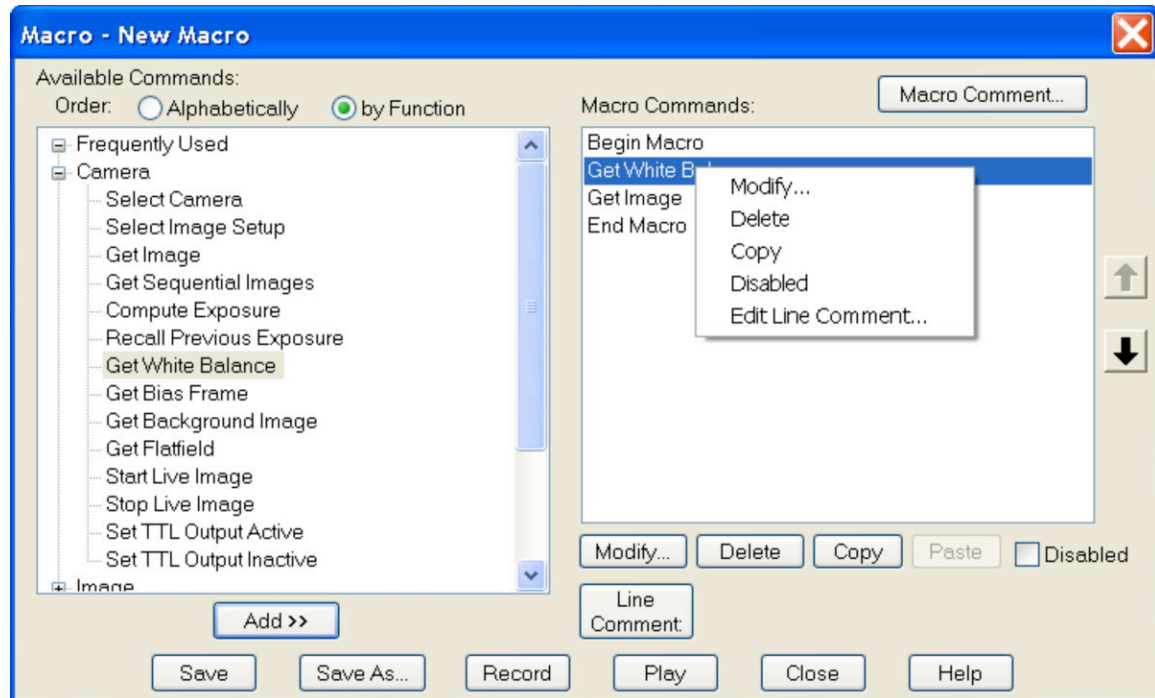 Macro - New Macro
Available Commands:
Order: Alphabetically by Function
Macro Comment...
Macro Commands:
Frequently Used
Camera
Select Camera
Select Image Setup
Get Image
Get Sequential Images
Compute Exposure
Recall Previous Exposure
Get White Balance
Get Bias Frame
Get Background Image
Get Flatfield
Start Live Image
Stop Live Image
Set TTL Output Active
Set TTL Output Inactive
Image
Add >>
Begin Macro
Get White
Get Image
End Macro
Modify...
Delete
Copy
Disabled
Edit Line Comment...
Modify... Delete Copy Paste Disabled
Line
Comment:
Save Save As... Record Play Close Help